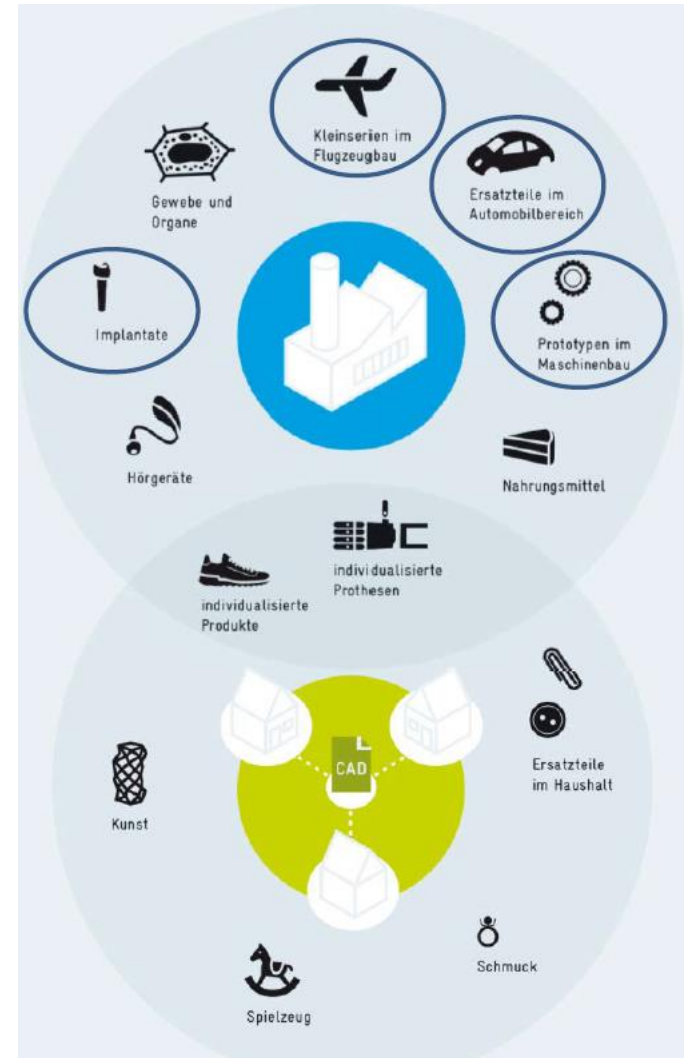 Kleinserien im
Flugzeugbau
Gewebe und
Organe
Ersatzteile im
Automobilbereich
Implantate
Prototypen im
Maschinenbau
Hörgeräte
Nahrungsmittel
individualisierte
Prothesen
individualisierte
Produkte
CAD
Ersatzteile
im Haushalt
Kunst
Schmuck
Spielzeug